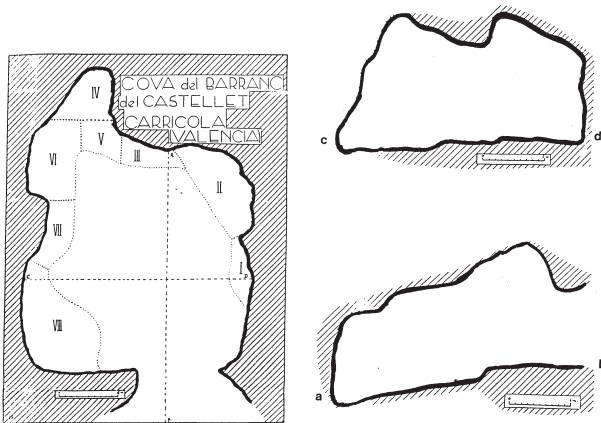 COVA del BARRANC
del CASTELLET
CARRICOLA
VALENCIA
IV
V
III
A
VI
II
VII
I
C
D
VIII
c
d
a